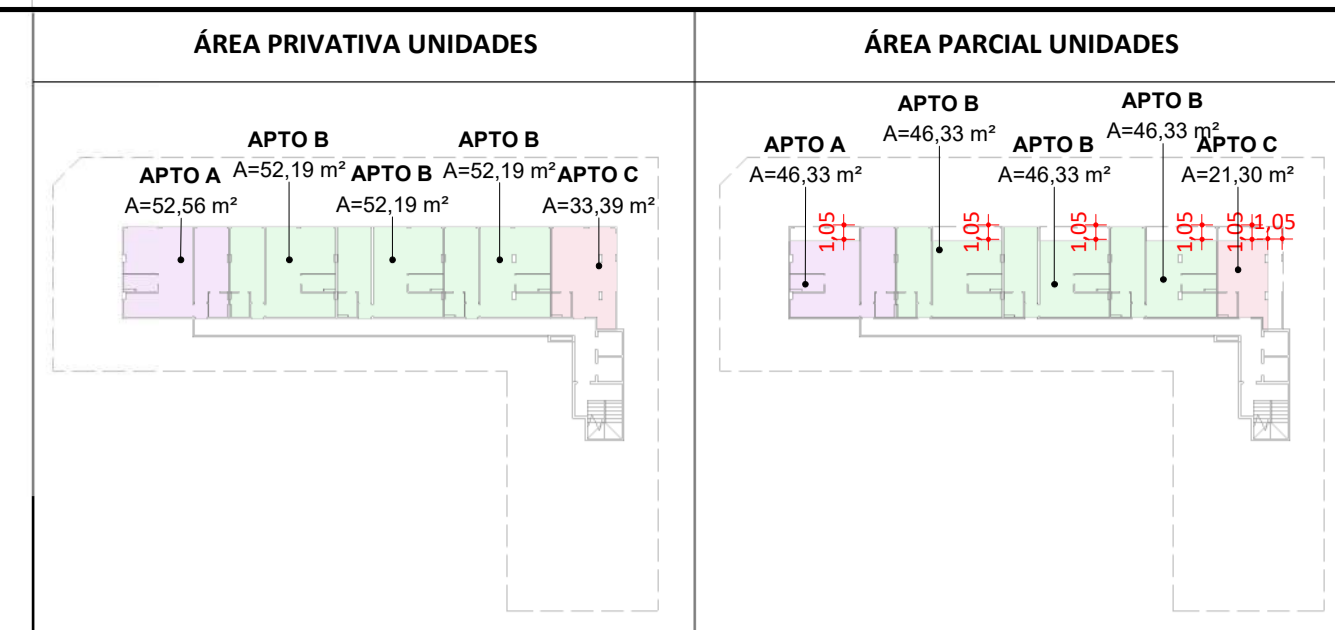 ÁREA PRIVATIVA UNIDADES
APTO A
A=52,56 m²
APTO B
A=52,19 m²
APTO B
A=52,19 m²
APTO B
A=52,19 m²
APTO C
A=33,39 m²
ÁREA PARCIAL UNIDADES
APTO A
A=46,33 m²
APTO B
A=46,33 m²
APTO B
A=46,33 m²
APTO B
A=46,33 m²
APTO C
A=21,30 m²
1,05
1,05
1,05
1,05
1,05
1,05